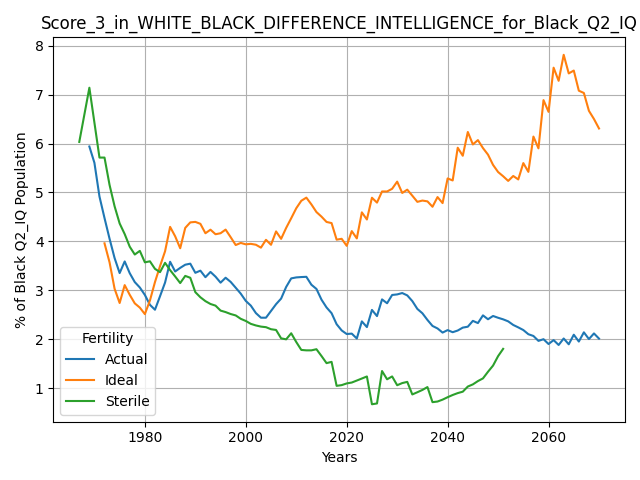 Score_3_in_WHITE_BLACK_DIFFERENCE_INTELLIGENCE_for_Black_Q2_IQ
% of Black Q2_IQ Population
8
7
6
5
4
3
2
1
Fertility
Actual
Ideal
Sterile
1980
2000
2020
2040
2060
Years